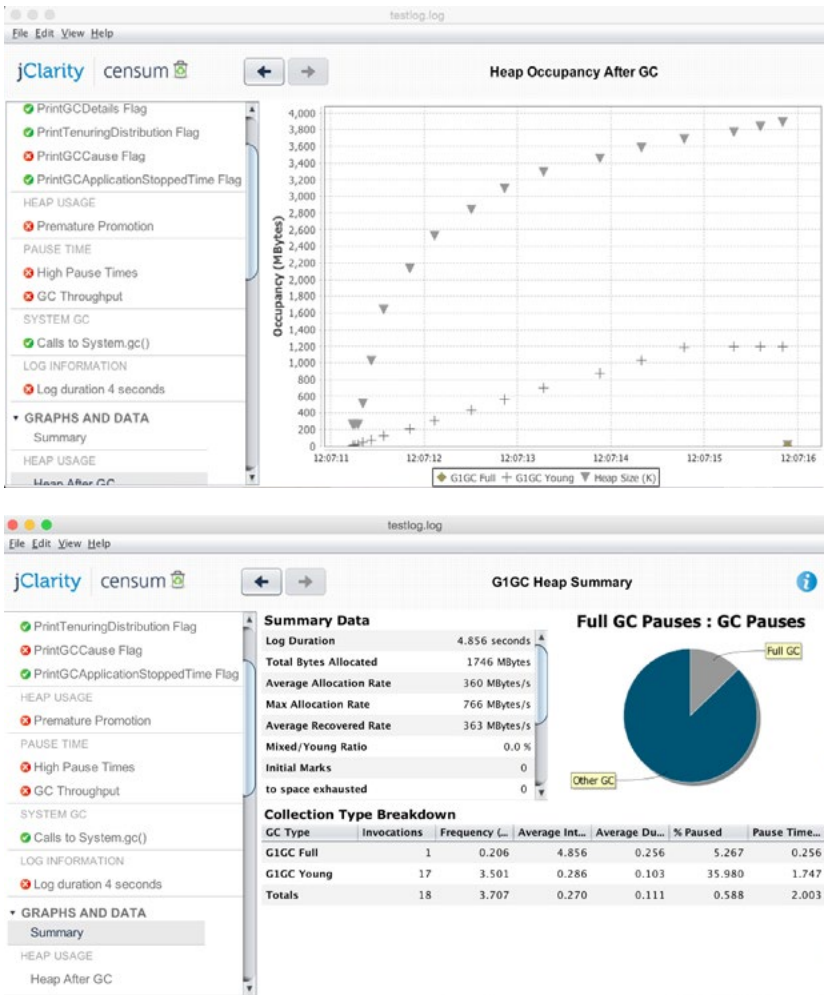 testlog.log
File Edit View Help
jClarity censum
Heap Occupancy After GC
PrintGCDetails Flag
PrintTenuringDistribution Flag
PrintGCCause Flag
PrintGCApplicationStoppedTime Flag
HEAP USAGE
Premature Promotion
PAUSE TIME
High Pause Times
GC Throughput
SYSTEM GC
Calls to System.gc()
LOG INFORMATION
Log duration 4 seconds
GRAPHS AND DATA
Summary
HEAP USAGE
Heap After GC
Occupancy (MBytes)
4,000
3,800
3,600
3,400
3,200
3,000
2,800
2,600
2,400
2,200
2,000
1,800
1,600
1,400
1,200
1,000
800
600
400
200
0
12:07:11 12:07:12 12:07:13 12:07:14 12:07:15 12:07:16
G1GC Full G1GC Young Heap Size (K)
testlog.log
File Edit View Help
jClarity censum
G1GC Heap Summary
PrintTenuringDistribution Flag
PrintGCCause Flag
PrintGCApplicationStoppedTime Flag
HEAP USAGE
Premature Promotion
PAUSE TIME
High Pause Times
GC Throughput
SYSTEM GC
Calls to System.gc()
LOG INFORMATION
Log duration 4 seconds
GRAPHS AND DATA
Summary
HEAP USAGE
Heap After GC
Summary Data
Log Duration 4.856 seconds
Total Bytes Allocated 1746 MBytes
Average Allocation Rate 360 MBytes/s
Max Allocation Rate 766 MBytes/s
Average Recovered Rate 363 MBytes/s
Mixed/Young Ratio 0.0 %
Initial Marks 0
to space exhausted 0
Full GC Pauses : GC Pauses
Full GC
Other GC
Collection Type Breakdown
GC Type Invocations Frequency (... Average Int... Average Du... % Paused Pause Time...
G1GC Full 1 0.206 4.856 0.256 5.267 0.256
G1GC Young 17 3.501 0.286 0.103 35.980 1.747
Totals 18 3.707 0.270 0.111 0.588 2.003